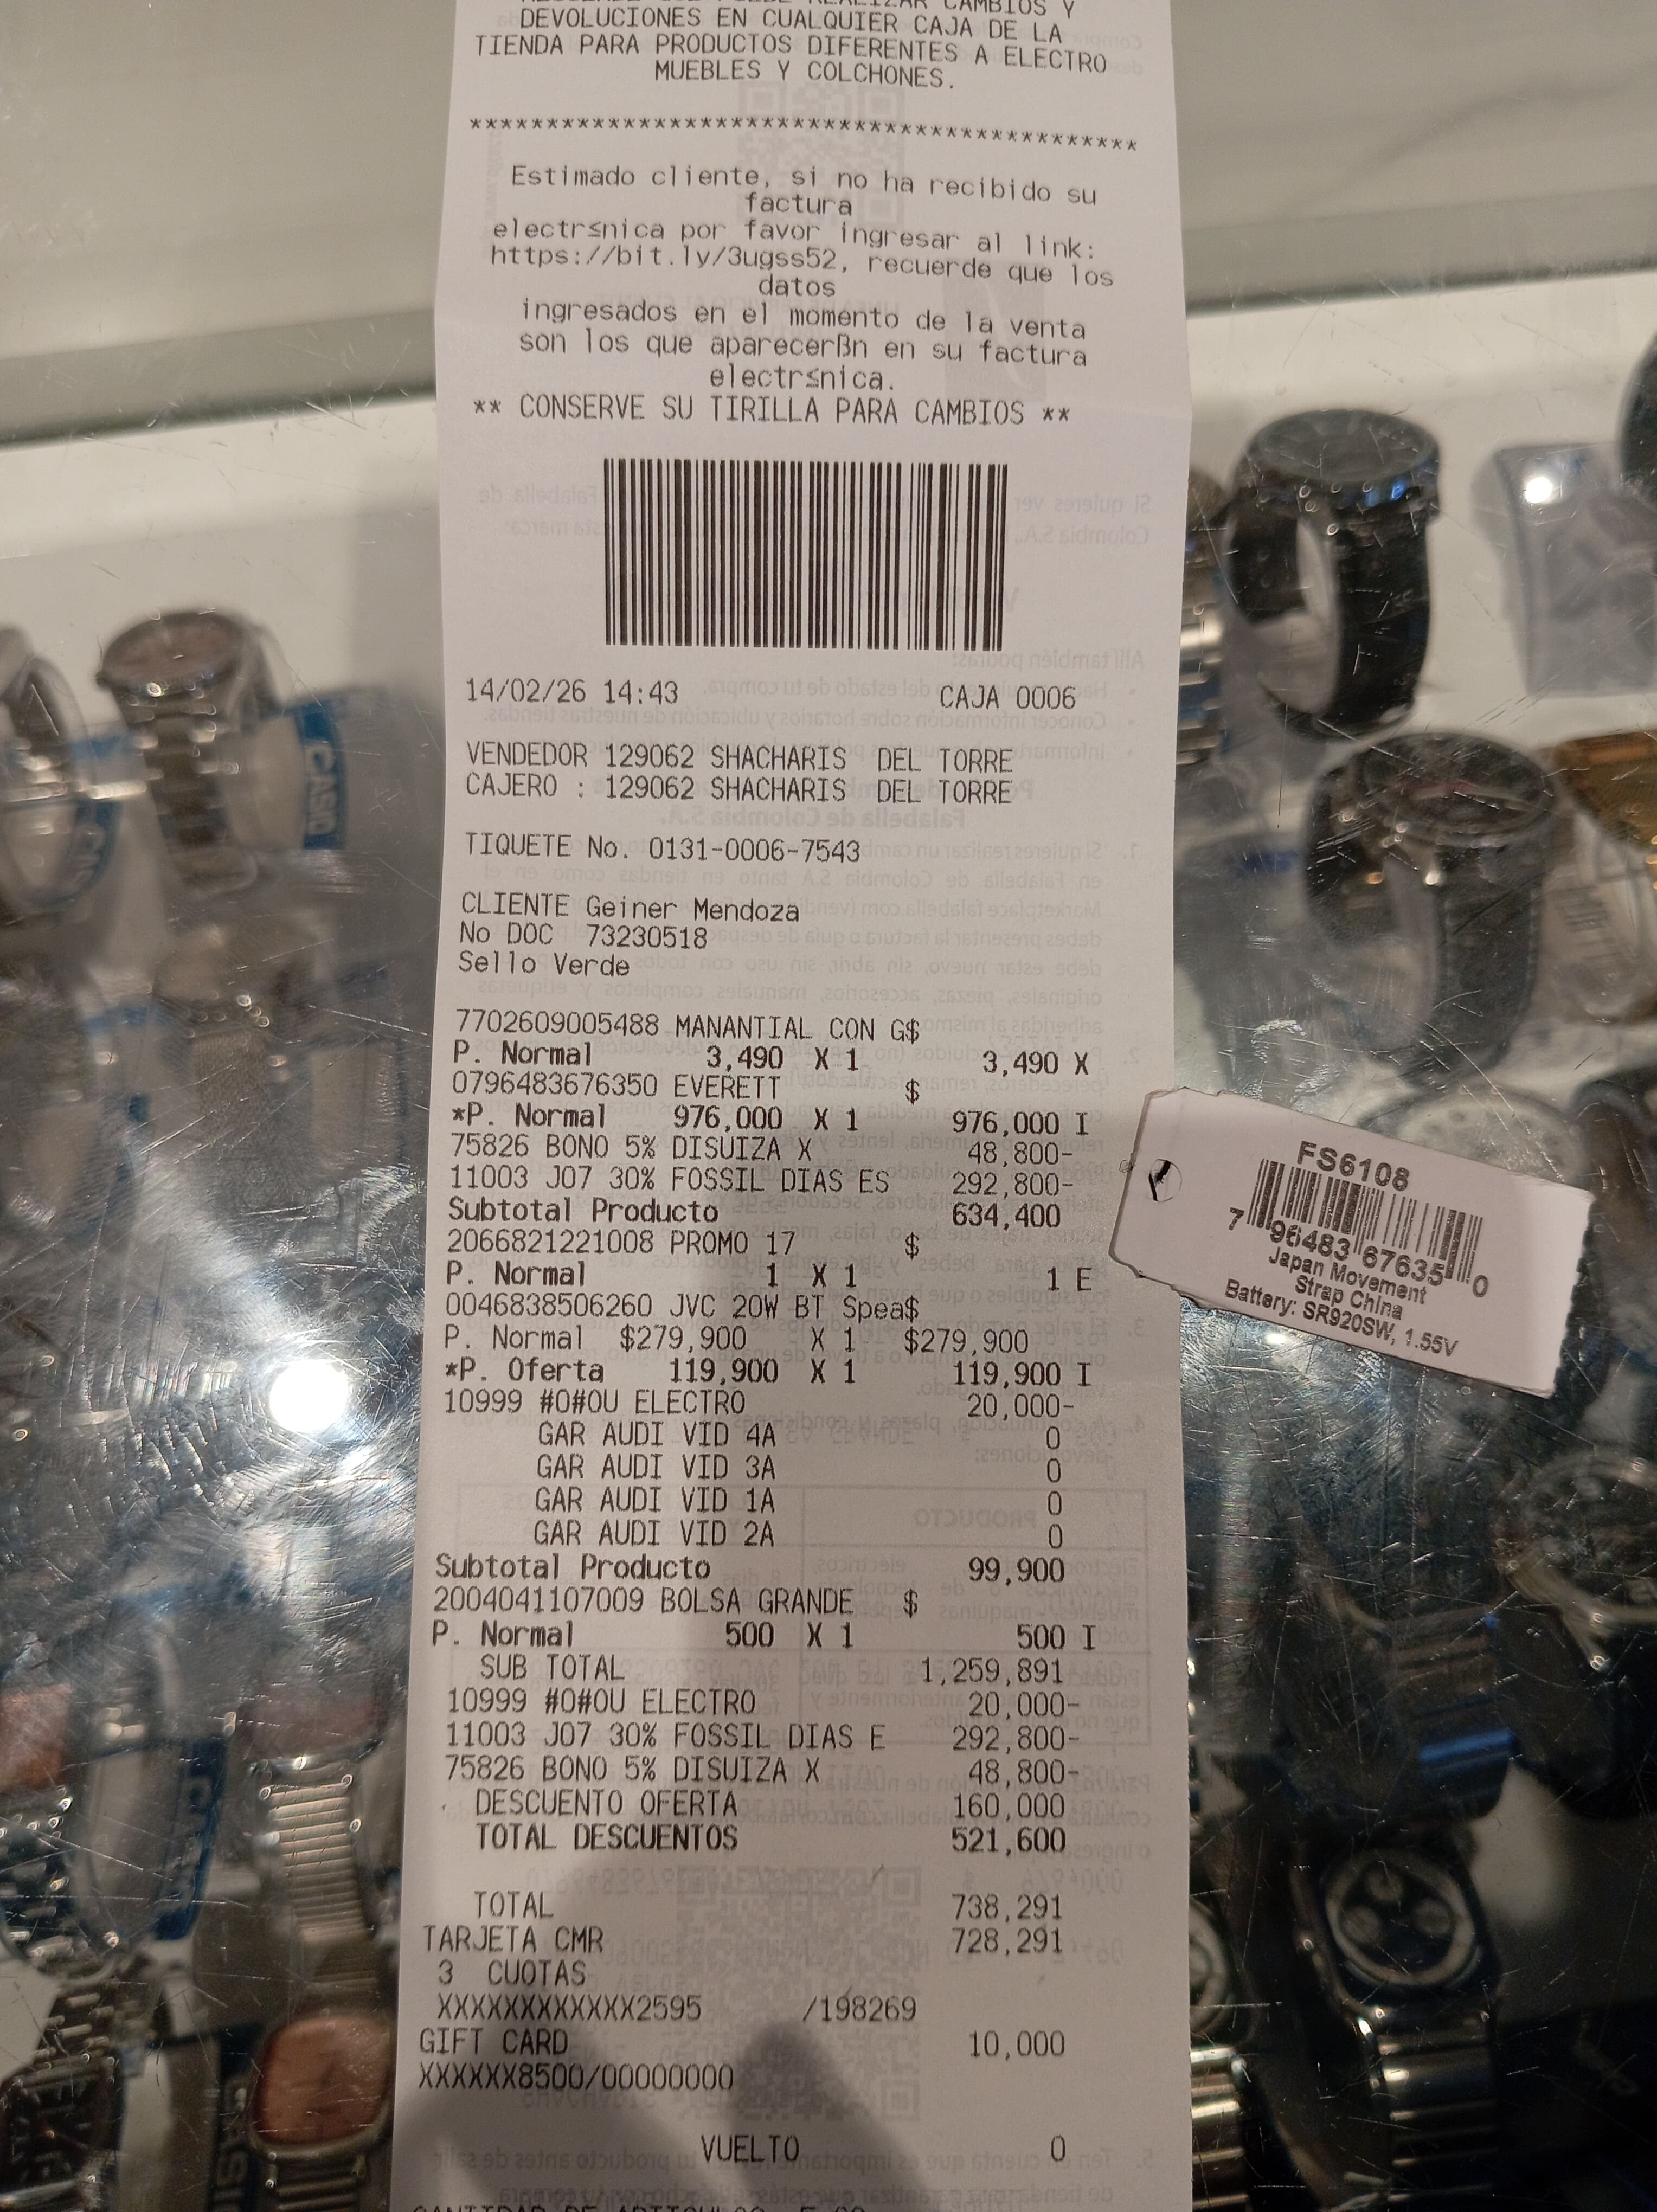 DEVOLUCIONES EN CUALQUIER CAJA DE LA
TIENDA PARA PRODUCTOS DIFERENTES A ELECTRO
MUEBLES Y COLCHONES.
********************************************
Estimado cliente, si no ha recibido su
factura
electr≤nica por favor ingresar al link:
https://bit.ly/3ugss52, recuerde que los
datos
ingresados en el momento de la venta
son los que aparecerßn en su factura
electr≤nica.
** CONSERVE SU TIRILLA PARA CAMBIOS **
14/02/26 14:43 CAJA 0006
VENDEDOR 129062 SHACHARIS DEL TORRE
CAJERO : 129062 SHACHARIS DEL TORRE
TIQUETE No. 0131-0006-7543
CLIENTE Geiner Mendoza
No DOC 73230518
Sello Verde
7702609005488 MANANTIAL CON G$
P. Normal 3,490 X 1 3,490 X
0796483676350 EVERETT $
*P. Normal 976,000 X 1 976,000 I
75826 BONO 5% DISUIZA X 48,800-
11003 J07 30% FOSSIL DIAS ES 292,800-
Subtotal Producto 634,400
2066821221008 PROMO 17 $
P. Normal 1 X 1 1 E
0046838506260 JVC 20W BT Spea$
P. Normal $279,900 X 1 $279,900
*P. Oferta 119,900 X 1 119,900 I
10999 #0#0U ELECTRO 20,000-
GAR AUDI VID 4A 0
GAR AUDI VID 3A 0
GAR AUDI VID 1A 0
GAR AUDI VID 2A 0
Subtotal Producto 99,900
2004041107009 BOLSA GRANDE $
P. Normal 500 X 1 500 I
SUB TOTAL 1,259,891
10999 #0#0U ELECTRO 20,000-
11003 J07 30% FOSSIL DIAS E 292,800-
75826 BONO 5% DISUIZA X 48,800-
DESCUENTO OFERTA 160,000
TOTAL DESCUENTOS 521,600
TOTAL 738,291
TARJETA CMR 728,291
3 CUOTAS
XXXXXXXXXXXX2595 /198269
GIFT CARD 10,000
XXXXXX8500/00000000
VUELTO 0
FS6108
7 96483 67635 0
Japan Movement
Strap China
Battery: SR920SW, 1.55V
CASIO